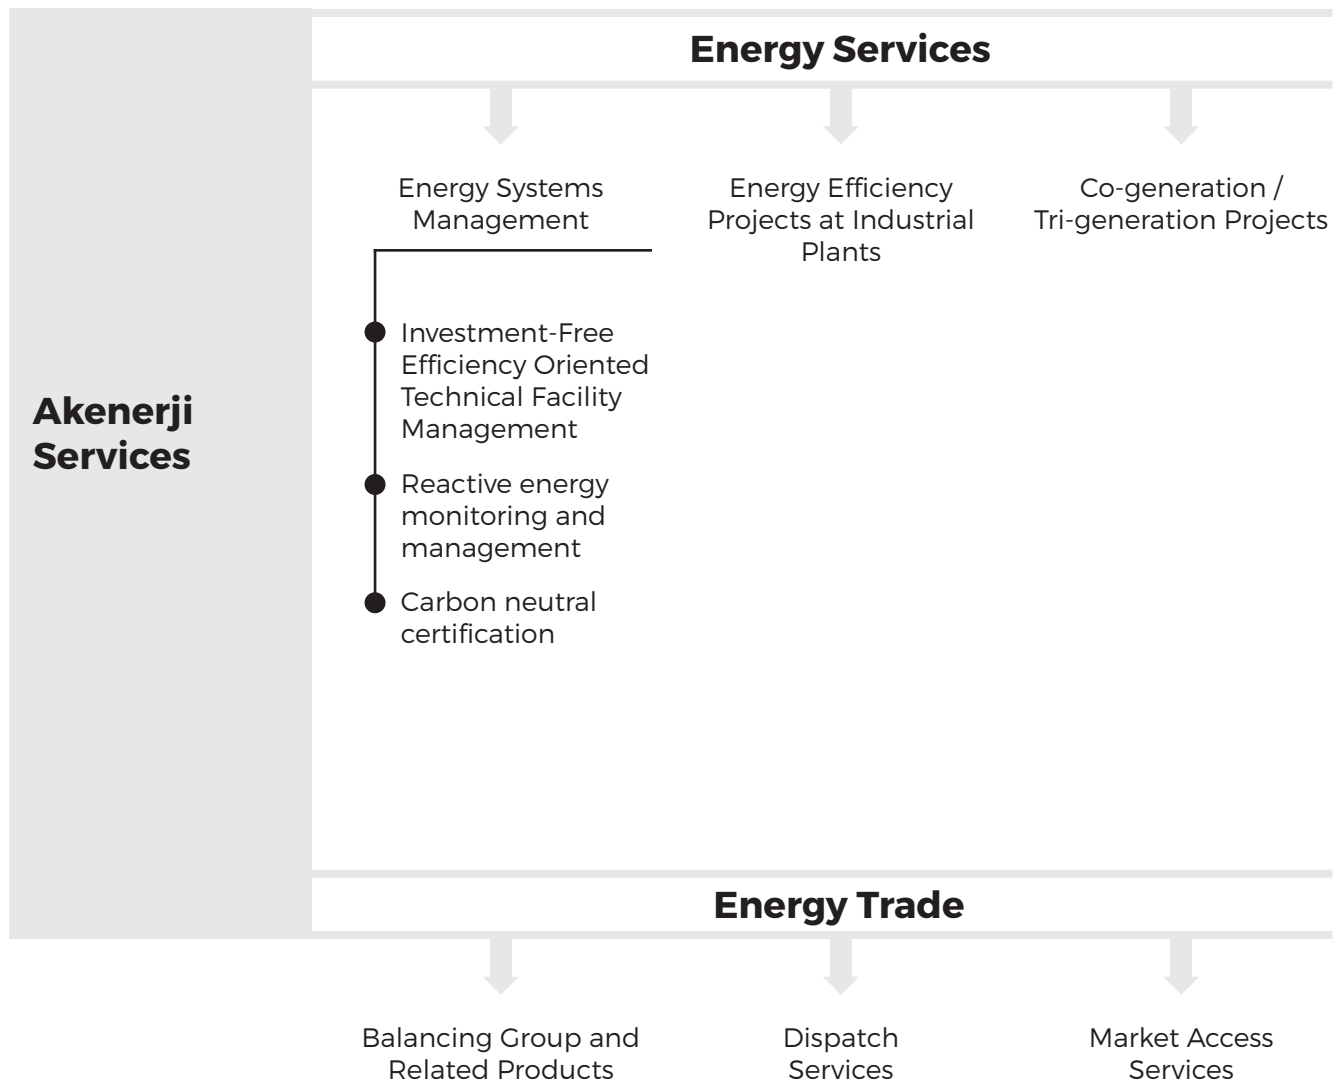 Akenerji
Services
Energy Services
Energy Systems
Management
Investment-Free
Efficiency Oriented
Technical Facility
Management
Reactive energy
monitoring and
management
Carbon neutral
certification
Energy Efficiency
Projects at Industrial
Plants
Co-generation /
Tri-generation Projects
Energy Trade
Balancing Group and
Related Products
Dispatch
Services
Market Access
Services